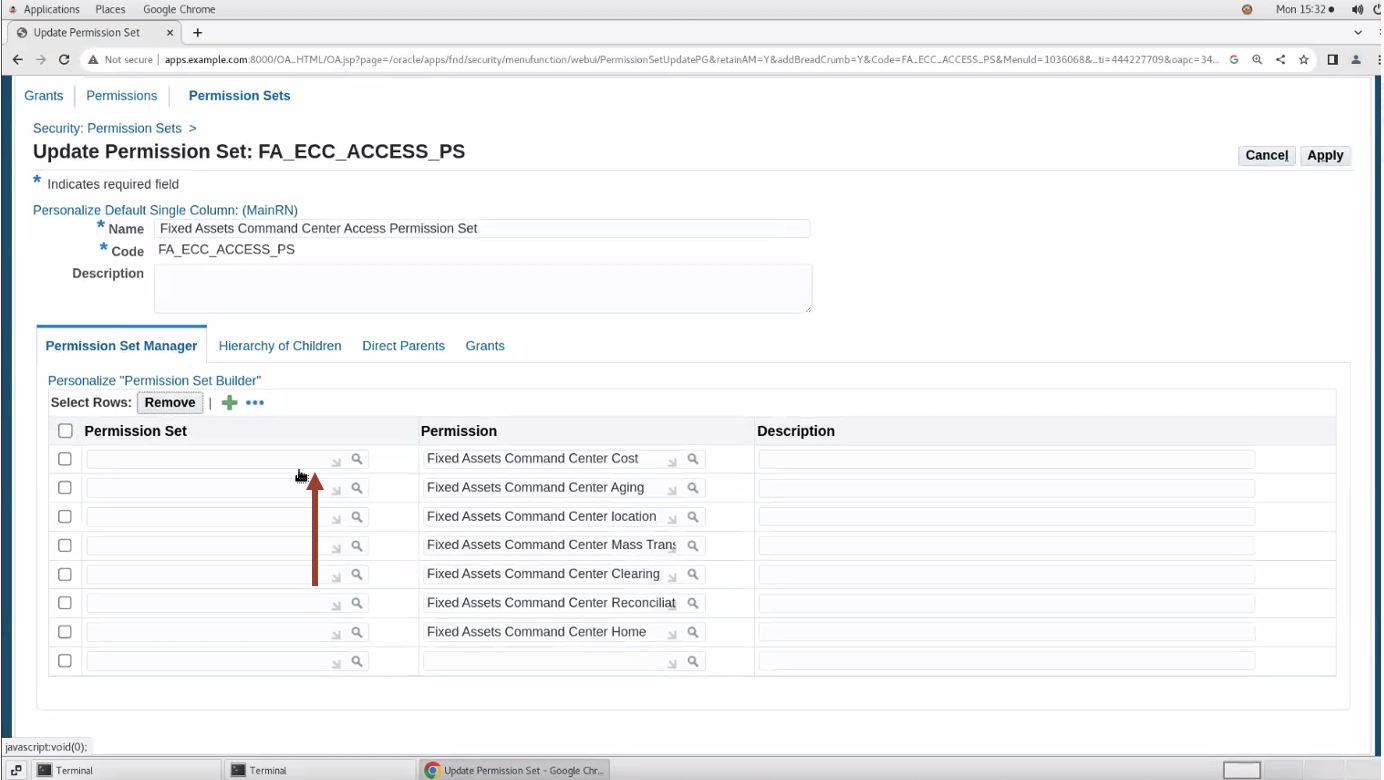 Applications Places Google Chrome Mon 15:32
Update Permission Set
Not secure apps.example.com:8000/OA_HTML/OA.jsp?page=/oracle/apps/fnd/security/menufunction/webui/PermissionSetUpdatePG&retainAM=Y&addBreadCrumb=Y&Code=FA_ECC_ACCESS_PS&MenuId=1036068&_ti=444227709&oapc=34...
Grants Permissions Permission Sets
Security: Permission Sets >
Update Permission Set: FA_ECC_ACCESS_PS Cancel Apply
* Indicates required field
Personalize Default Single Column: (MainRN)
* Name Fixed Assets Command Center Access Permission Set
* Code FA_ECC_ACCESS_PS
Description
Permission Set Manager Hierarchy of Children Direct Parents Grants
Personalize "Permission Set Builder"
Select Rows: Remove |
Permission Set Permission Description
Fixed Assets Command Center Cost
Fixed Assets Command Center Aging
Fixed Assets Command Center location
Fixed Assets Command Center Mass Trans
Fixed Assets Command Center Clearing
Fixed Assets Command Center Reconciliat
Fixed Assets Command Center Home
javascript:void(0);
Terminal Terminal Update Permission Set - Google Chr...